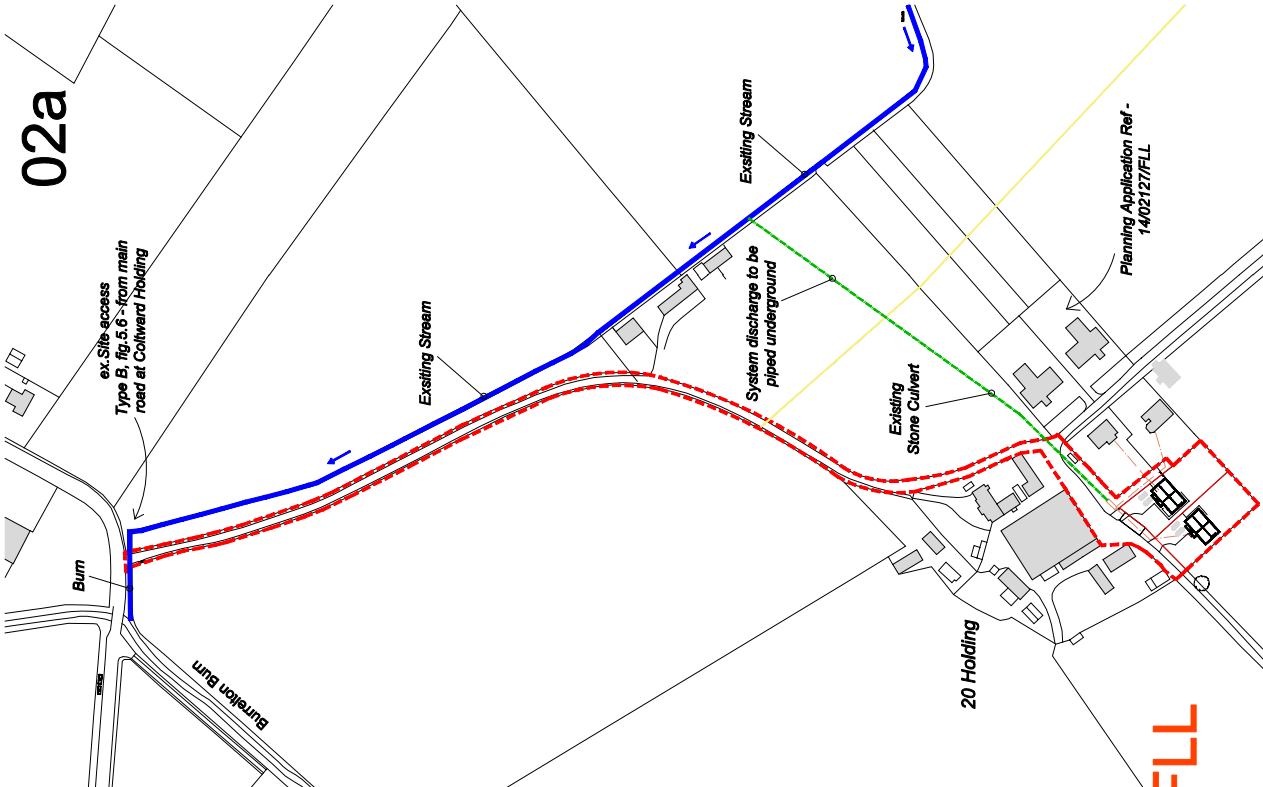 02a
ex.Site access
Type B, fig.5.6 - from main
road at Coltward Holding
Burn
Burrelton Burn
Exsiting Stream
Exsiting Stream
System discharge to be
piped underground
Existing
Stone Culvert
Planning Application Ref -
14/02127/FLL
20 Holding
FLL